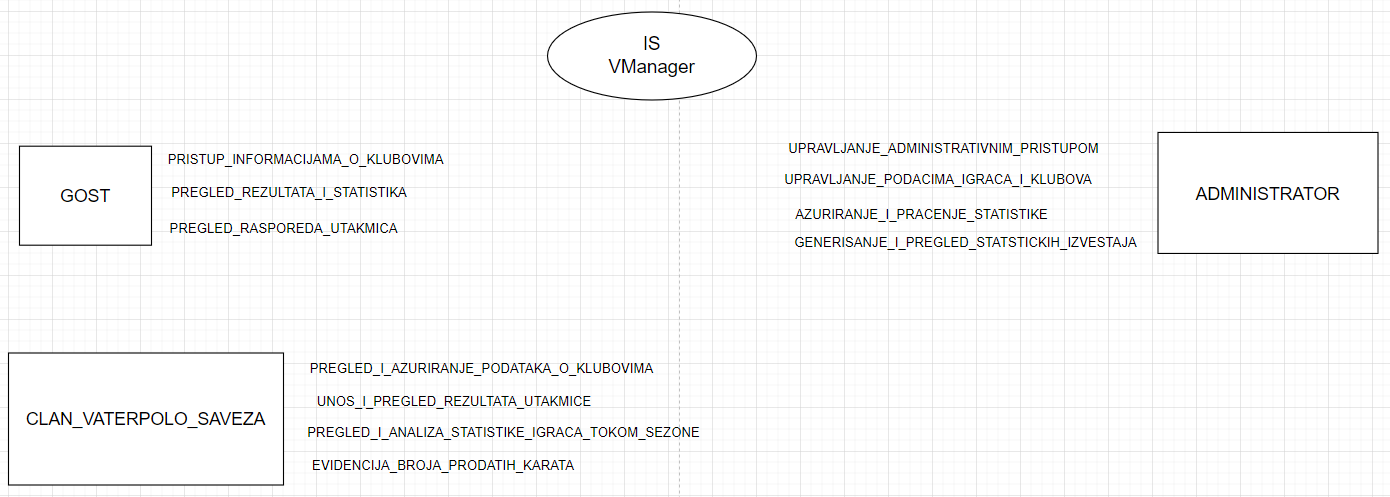 IS
VManager
GOST
PRISTUP_INFORMACIJAMA_O_KLUBOVIMA
PREGLED_REZULTATA_I_STATISTIKA
PREGLED_RASPOREDA_UTAKMICA
UPRAVLJANJE_ADMINISTRATIVNIM_PRISTUPOM
UPRAVLJANJE_PODACIMA_IGRACA_I_KLUBOVA
AZURIRANJE_I_PRACENJE_STATISTIKE
GENERISANJE_I_PREGLED_STATSTICKIH_IZVESTAJA
ADMINISTRATOR
CLAN_VATERPOLO_SAVEZA
PREGLED_I_AZURIRANJE_PODATAKA_O_KLUBOVIMA
UNOS_I_PREGLED_REZULTATA_UTAKMICE
PREGLED_I_ANALIZA_STATISTIKE_IGRACA_TOKOM_SEZONE
EVIDENCIJA_BROJA_PRODATIH_KARATA